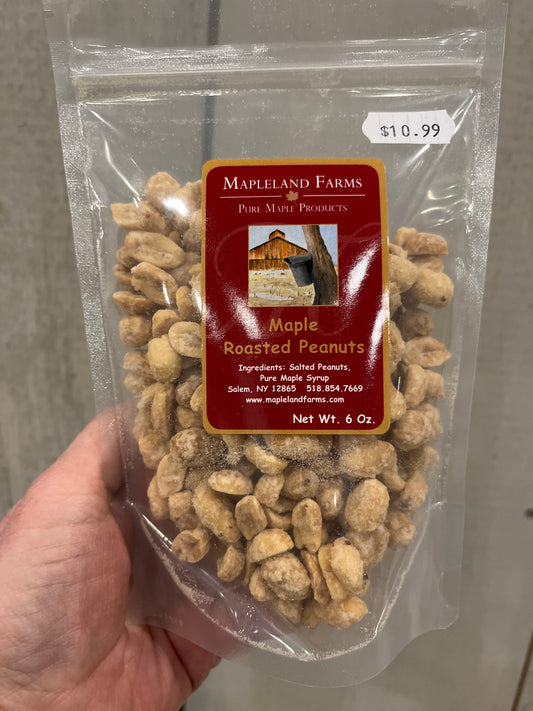 $10.99
MAPLELAND FARMS
PURE MAPLE PRODUCTS
Maple
Roasted Peanuts
Ingredients: Salted Peanuts,
Pure Maple Syrup
Salem, NY 12865 518.854.7669
www.maplelandfarms.com
Net Wt. 6 Oz.